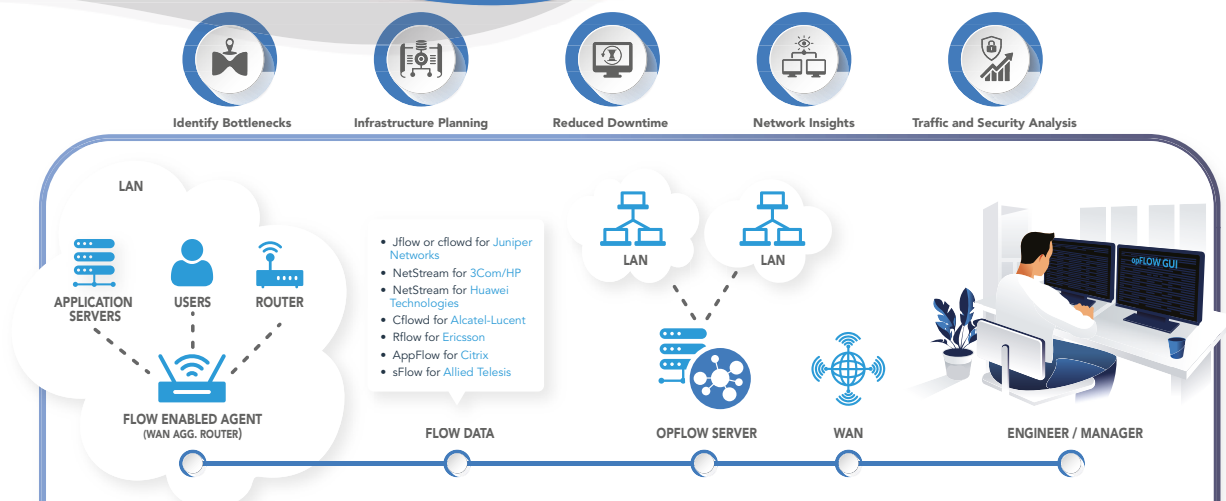 Identify Bottlenecks
Infrastructure Planning
Reduced Downtime
Network Insights
Traffic and Security Analysis
LAN
APPLICATION
SERVERS
USERS
ROUTER
FLOW ENABLED AGENT
(WAN AGG. ROUTER)
• Jflow or cflowd for Juniper
Networks
• NetStream for 3Com/HP
• NetStream for Huawei
Technologies
• Cflowd for Alcatel-Lucent
• Rflow for Ericsson
• AppFlow for Citrix
• sFlow for Allied Telesis
FLOW DATA
LAN
LAN
OPFLOW SERVER
WAN
opFLOW GUI
ENGINEER / MANAGER